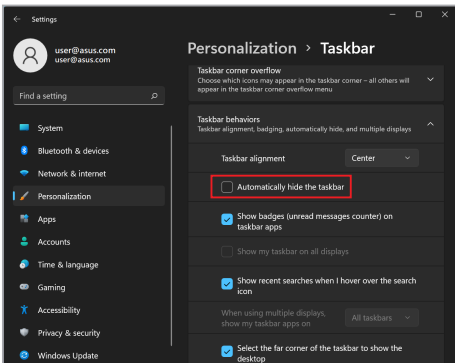 Settings
user@asus.com
user@asus.com
Find a setting
System
Bluetooth & devices
Network & internet
Personalization
Apps
Accounts
Time & language
Gaming
Accessibility
Privacy & security
Windows Update
Personalization > Taskbar
Taskbar corner overflow
Choose which icons may appear in the taskbar corner – all others will
appear in the taskbar corner overflow menu
Taskbar behaviors
Taskbar alignment, badging, automatically hide, and multiple displays
Taskbar alignment
Center
Automatically hide the taskbar
Show badges (unread messages counter) on
taskbar apps
Show my taskbar on all displays
Show recent searches when I hover over the search
icon
When using multiple displays,
show my taskbar apps on
All taskbars
Select the far corner of the taskbar to show the
desktop